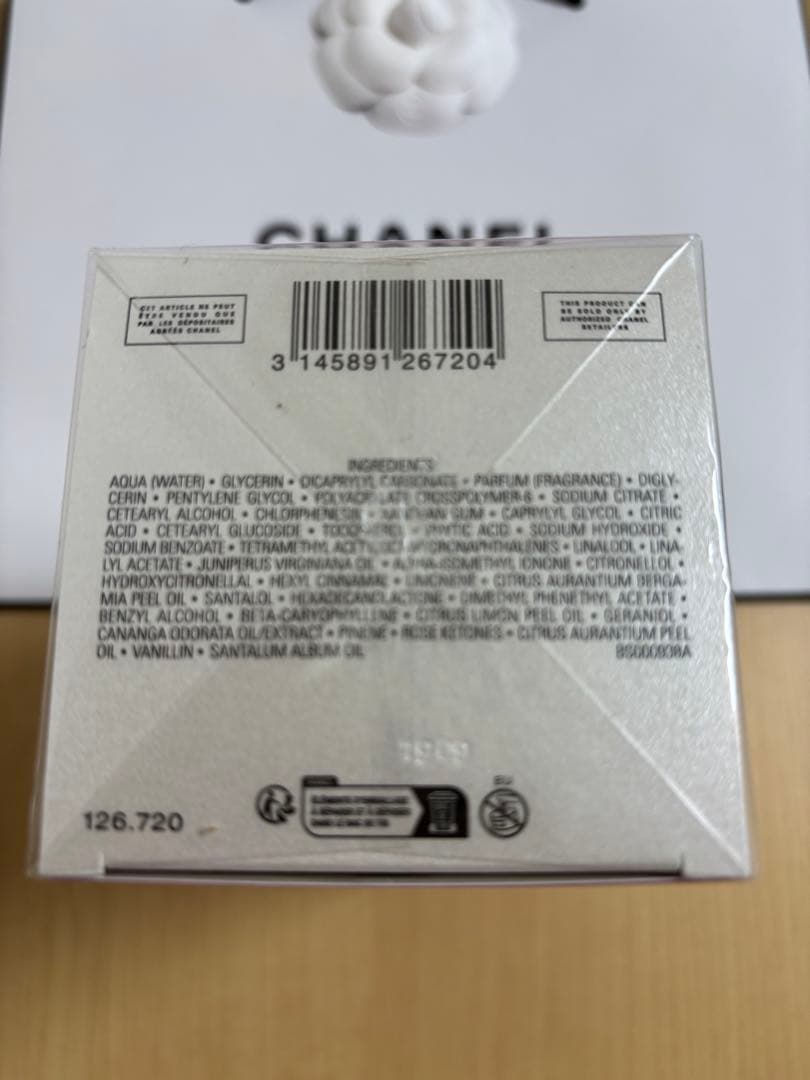 CHANEL
CET ARTICLE NE PEUT
ÊTRE VENDU QUE
PAR LES DÉPOSITAIRES
AGRÉÉS CHANEL
THIS PRODUCT CAN
BE SOLD ONLY BY
AUTHORIZED CHANEL
RETAILERS
3 145891 267204
INGREDIENTS
AQUA (WATER) • GLYCERIN • DICAPRYLYL CARBONATE • PARFUM (FRAGRANCE) • DIGLY-
CERIN • PENTYLENE GLYCOL • POLYACRYLATE CROSSPOLYMER-6 • SODIUM CITRATE •
CETEARYL ALCOHOL • CHLORPHENESIN • XANTHAN GUM • CAPRYLYL GLYCOL • CITRIC
ACID • CETEARYL GLUCOSIDE • TOCOPHEROL • PHYTIC ACID • SODIUM HYDROXIDE •
SODIUM BENZOATE • TETRAMETHYL ACETYLOCTAHYDRONAPHTHALENES • LINALOOL • LINA-
LYL ACETATE • JUNIPERUS VIRGINIANA OIL • ALPHA-ISOMETHYL IONONE • CITRONELLOL •
HYDROXYCITRONELLAL • HEXYL CINNAMAL • LIMONENE • CITRUS AURANTIUM BERGA-
MIA PEEL OIL • SANTALOL • HEXADECANOLACTONE • DIMETHYL PHENETHYL ACETATE •
BENZYL ALCOHOL • BETA-CARYOPHYLLENE • CITRUS LIMON PEEL OIL • GERANIOL •
CANANGA ODORATA OIL/EXTRACT • PINENE • ROSE KETONES • CITRUS AURANTIUM PEEL
OIL • VANILLIN • SANTALUM ALBUM OIL
126.720